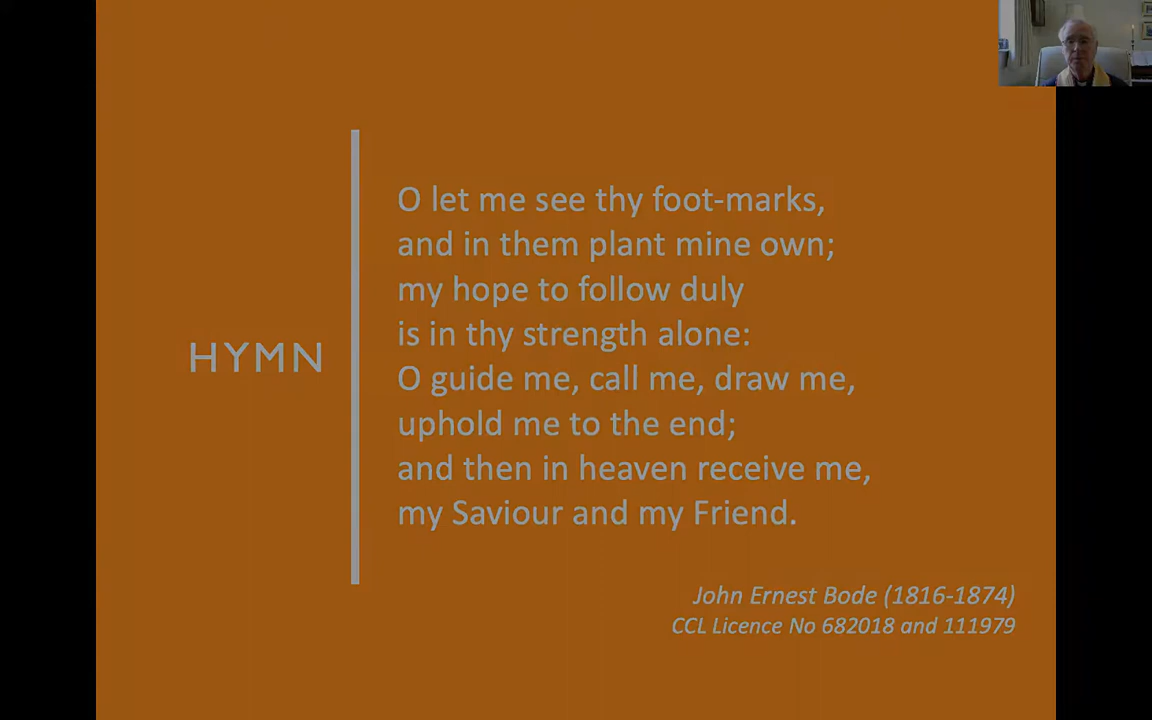 HYMN
O let me see thy foot-marks,
and in them plant mine own;
my hope to follow duly
is in thy strength alone:
O guide me, call me, draw me,
uphold me to the end;
and then in heaven receive me,
my Saviour and my Friend.
John Ernest Bode (1816-1874)
CCL Licence No 682018 and 111979